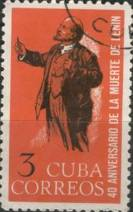 40 ANIVERSARIO DE LA MUERTE DE LENIN
3 CUBA
CORREOS